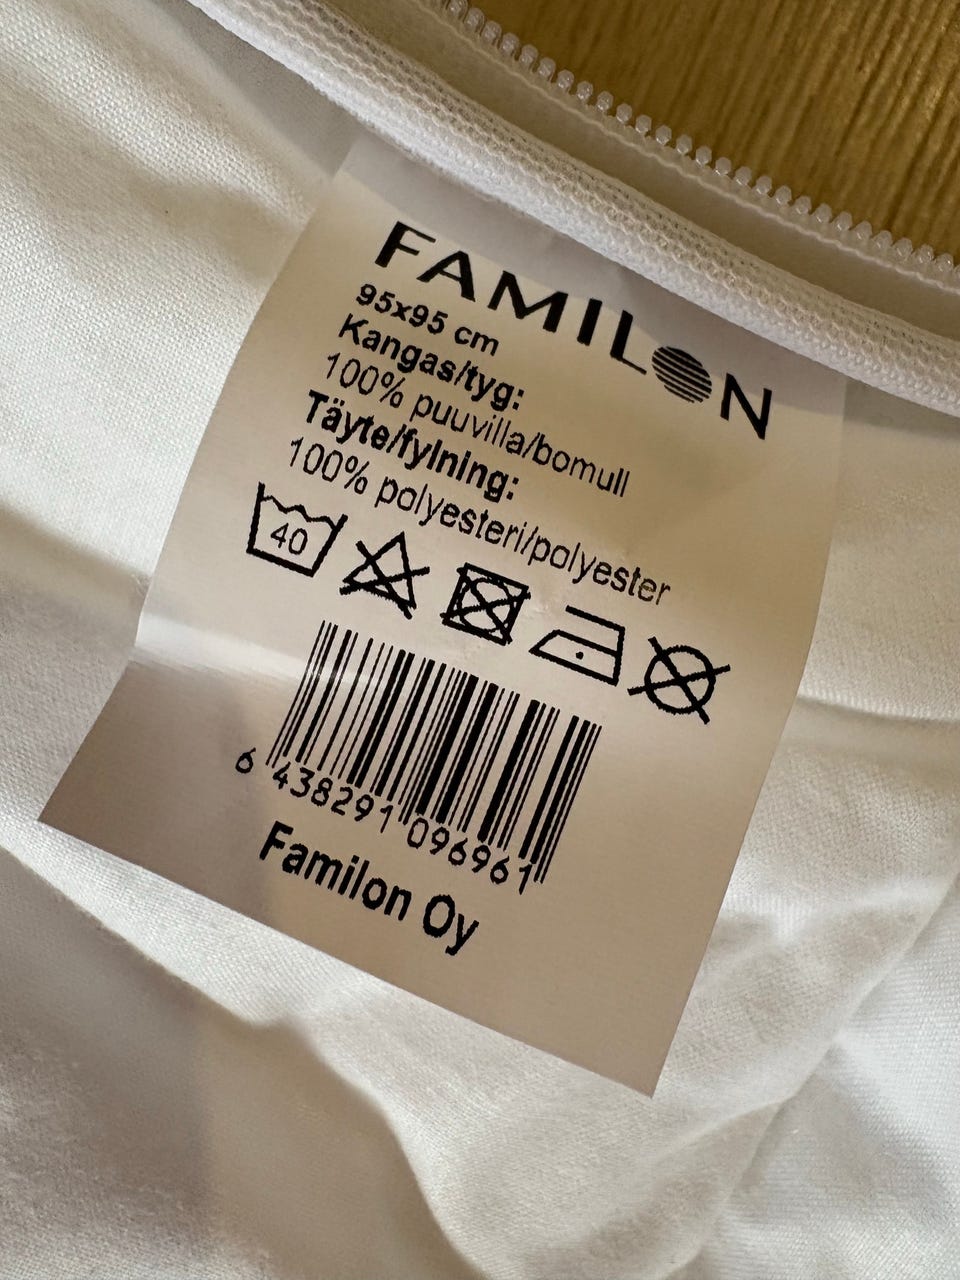 FAMILON
95x95 cm
Kangas/tyg:
100% puuvilla/bomull
Täyte/fylning:
100% polyesteri/polyester
40
6 438291 096961
Familon Oy